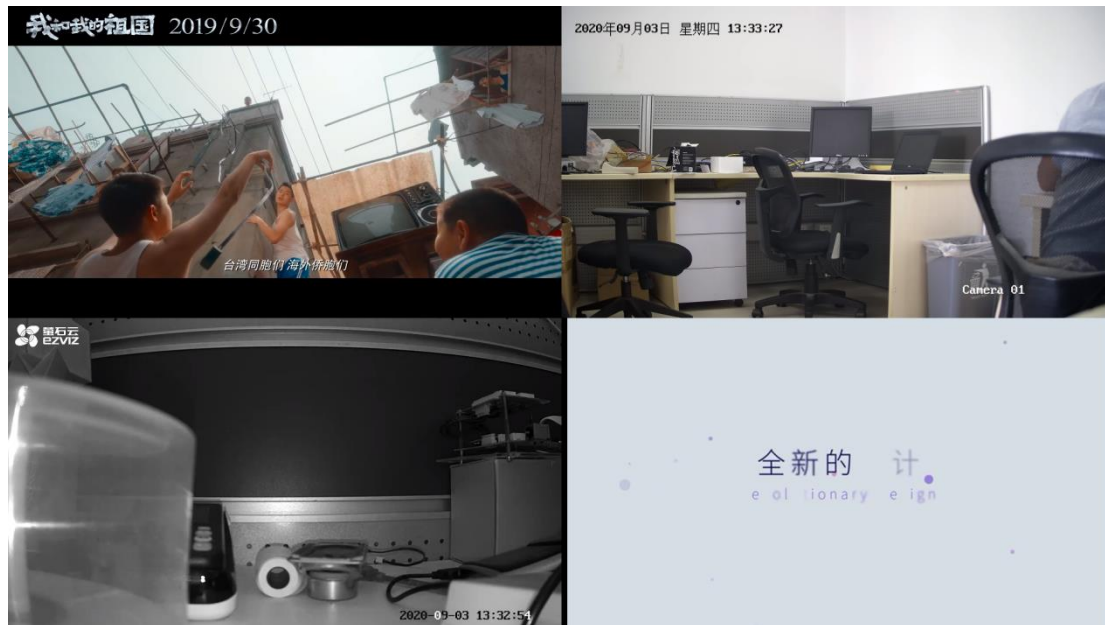 我和我的祖国 2019/9/30
台湾同胞们 海外侨胞们
2020年09月03日 星期四 13:33:27
Camera 01
萤石云
ezviz
2020-09-03 13:32:54
全新的 计
e ol tionary e ign